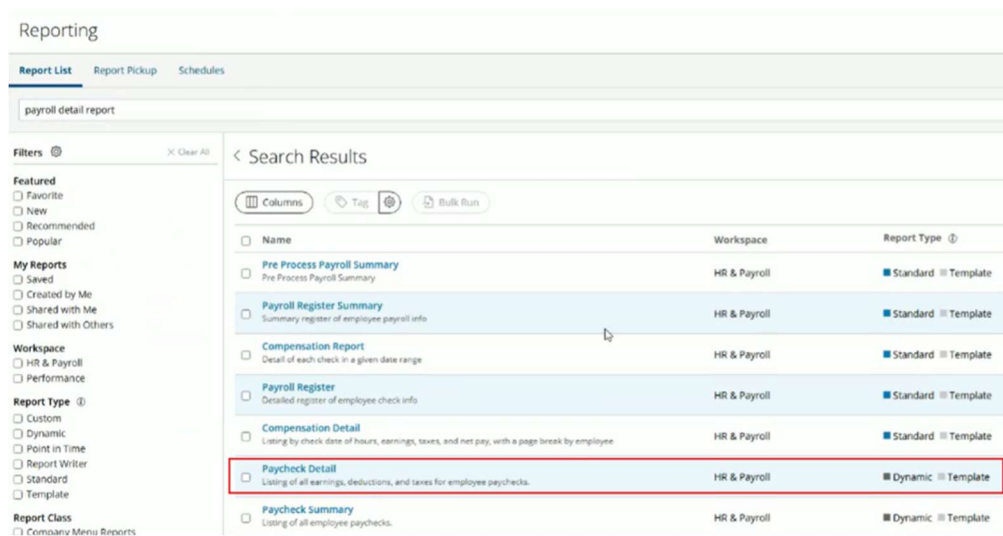 Reporting
Report List Report Pickup Schedules
payroll detail report
Filters Clear All
Featured
Favorite
New
Recommended
Popular
My Reports
Saved
Created by Me
Shared with Me
Shared with Others
Workspace
HR & Payroll
Performance
Report Type
Custom
Dynamic
Point in Time
Report Writer
Standard
Template
Report Class
Company Menu Reports
Search Results
Columns Tag Bulk Run
Name Workspace Report Type
Pre Process Payroll Summary
Pre Process Payroll Summary
HR & Payroll Standard Template
Payroll Register Summary
Summary register of employee payroll info
HR & Payroll Standard Template
Compensation Report
Detail of each check in a given date range
HR & Payroll Standard Template
Payroll Register
Detailed register of employee check info
HR & Payroll Standard Template
Compensation Detail
Listing by check date of hours, earnings, taxes, and net pay, with a page break by employee
HR & Payroll Standard Template
Paycheck Detail
Listing of all earnings, deductions, and taxes for employee paychecks.
HR & Payroll Dynamic Template
Paycheck Summary
Listing of all employee paychecks.
HR & Payroll Dynamic Template